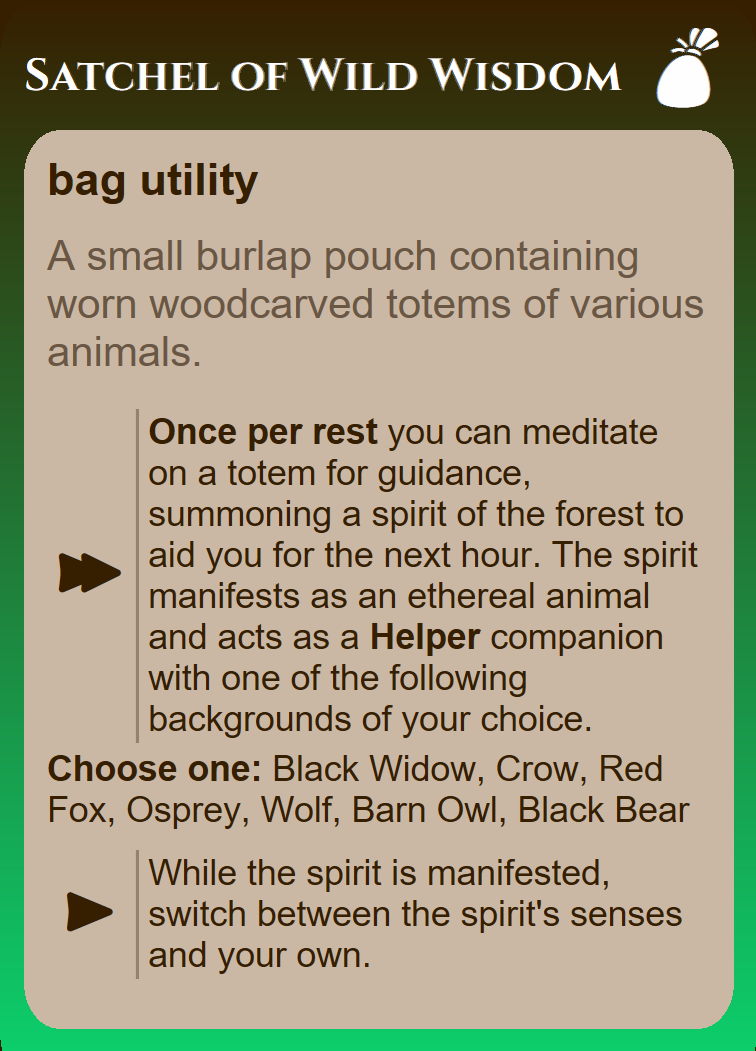 Satchel of Wild Wisdom
bag utility
A small burlap pouch containing
worn woodcarved totems of various
animals.
Once per rest you can meditate
on a totem for guidance,
summoning a spirit of the forest to
aid you for the next hour. The spirit
manifests as an ethereal animal
and acts as a Helper companion
with one of the following
backgrounds of your choice.
Choose one: Black Widow, Crow, Red
Fox, Osprey, Wolf, Barn Owl, Black Bear
While the spirit is manifested,
switch between the spirit's senses
and your own.